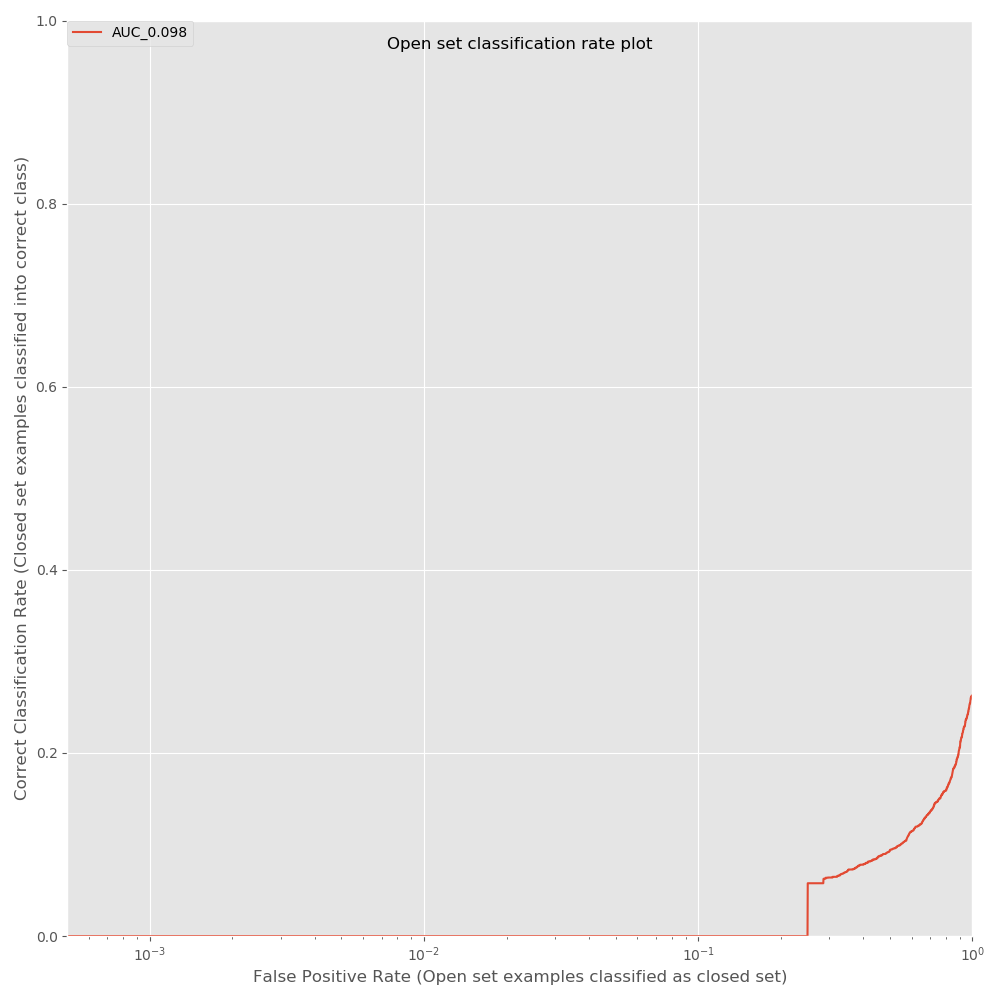 AUC_0.098
Open set classification rate plot
1.0
0.8
0.6
0.4
0.2
0.0
Correct Classification Rate (Closed set examples classified into correct class)
10⁻³
10⁻²
10⁻¹
10⁰
False Positive Rate (Open set examples classified as closed set)